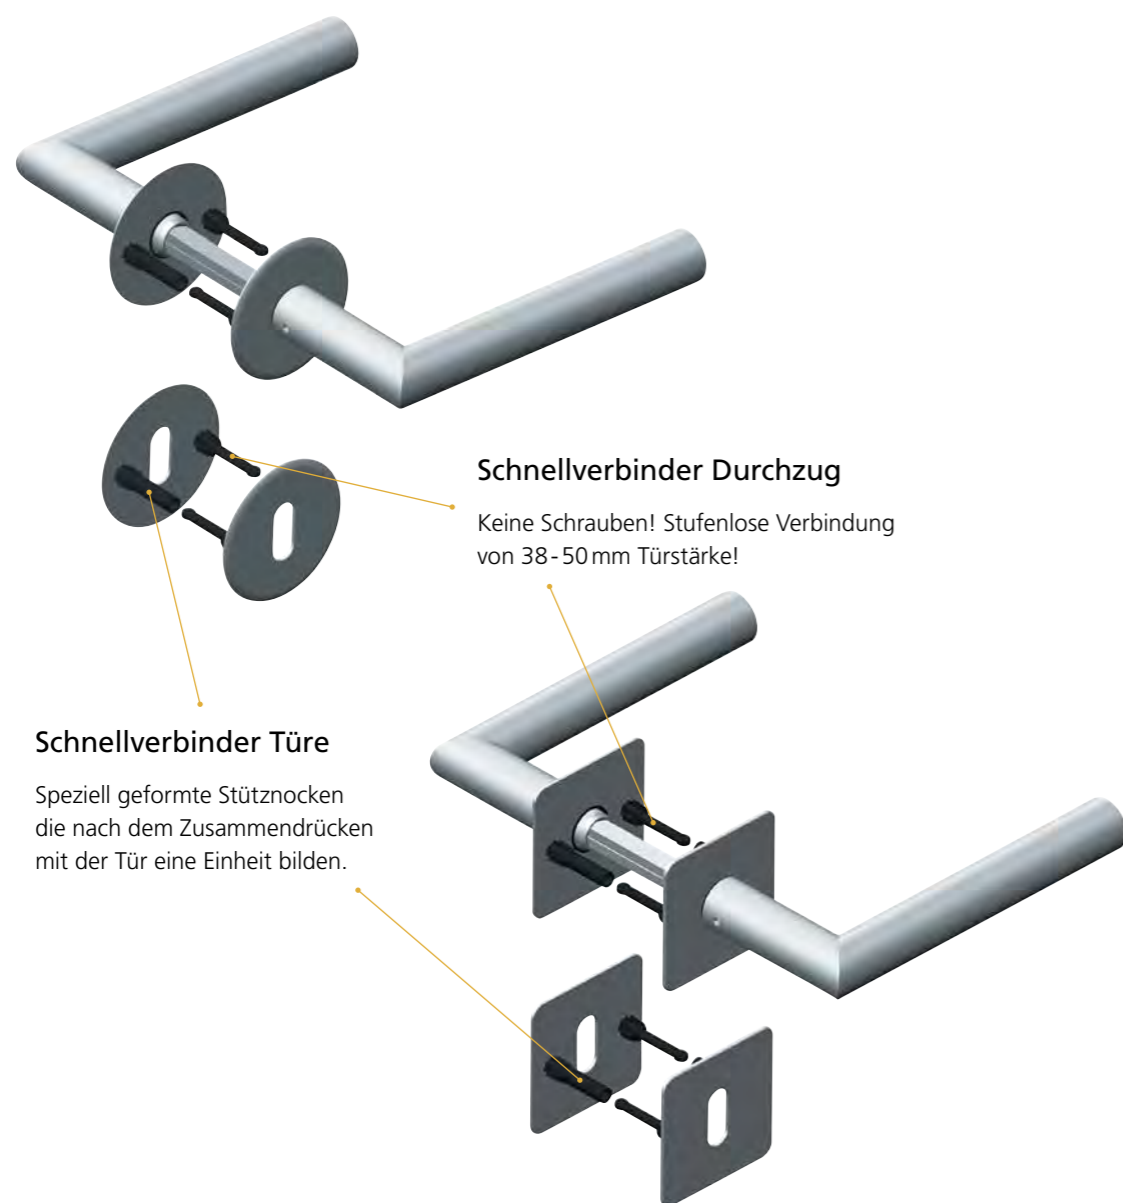 Schnellverbinder Durchzug
Keine Schrauben! Stufenlose Verbindung
von 38-50 mm Türstärke!
Schnellverbinder Türe
Speziell geformte Stütznocken
die nach dem Zusammendrücken
mit der Tür eine Einheit bilden.